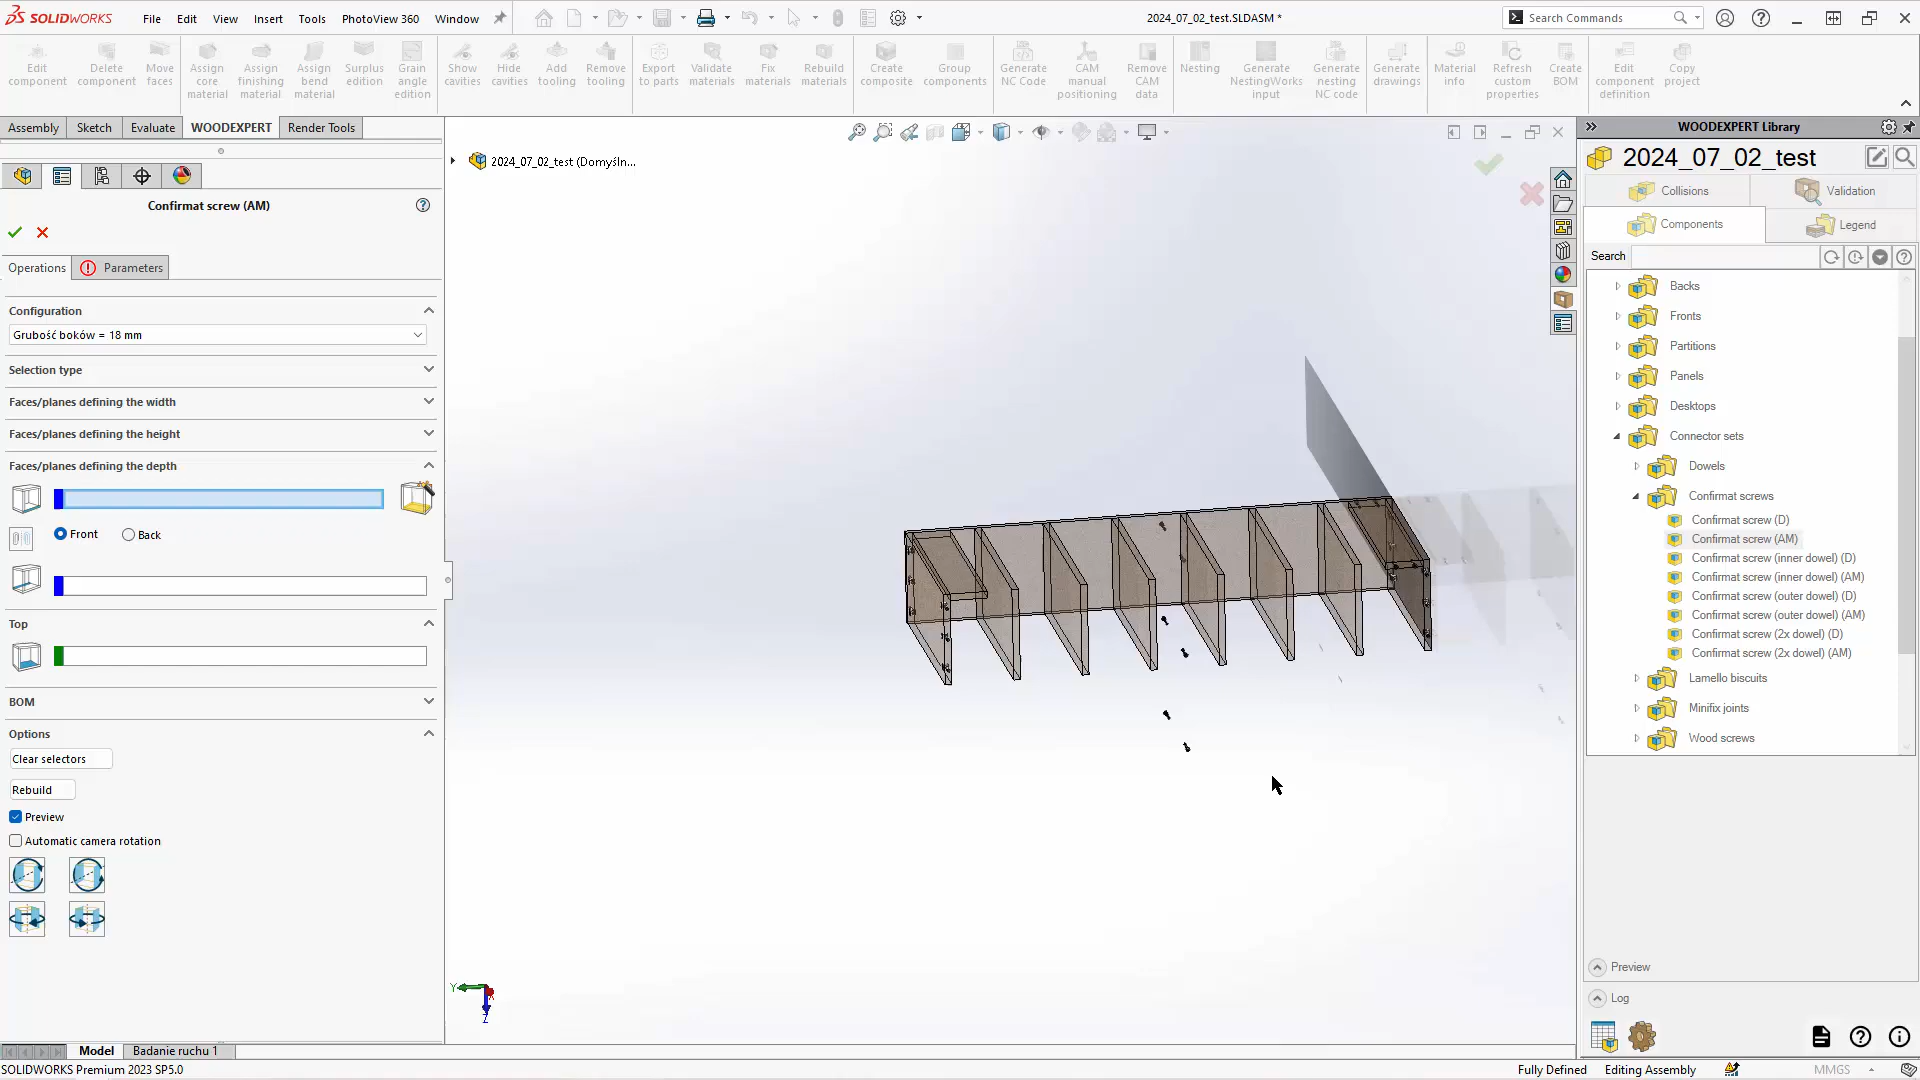 SOLIDWORKS File Edit View Insert Tools PhotoView 360 Window 2024_07_02_test.SLDASM * Search Commands
Edit component
Delete component
Move faces
Assign core material
Assign finishing material
Assign bend material
Surplus edition
Grain angle edition
Show cavities
Hide cavities
Add tooling
Remove tooling
Export to parts
Validate materials
Fix materials
Rebuild materials
Create composite
Group components
Generate NC Code
CAM manual positioning
Remove CAM data
Nesting
Generate NestingWorks input
Generate nesting NC code
Generate drawings
Material info
Refresh custom properties
Create BOM
Edit component definition
Copy project
Assembly Sketch Evaluate WOODEXPERT Render Tools
Confirmat screw (AM)
Operations Parameters
Configuration
Grubość boków = 18 mm
Selection type
Faces/planes defining the width
Faces/planes defining the height
Faces/planes defining the depth
Front Back
Top
BOM
Options
Clear selectors
Rebuild
Preview
Automatic camera rotation
2024_07_02_test (Domyśln...
Y
Z
WOODEXPERT Library
2024_07_02_test
Collisions Validation
Components Legend
Search
Backs
Fronts
Partitions
Panels
Desktops
Connector sets
Dowels
Confirmat screws
Confirmat screw (D)
Confirmat screw (AM)
Confirmat screw (inner dowel) (D)
Confirmat screw (inner dowel) (AM)
Confirmat screw (outer dowel) (D)
Confirmat screw (outer dowel) (AM)
Confirmat screw (2x dowel) (D)
Confirmat screw (2x dowel) (AM)
Lamello biscuits
Minifix joints
Wood screws
Preview
Log
Model Badanie ruchu 1
SOLIDWORKS Premium 2023 SP5.0 Fully Defined Editing Assembly MMGS